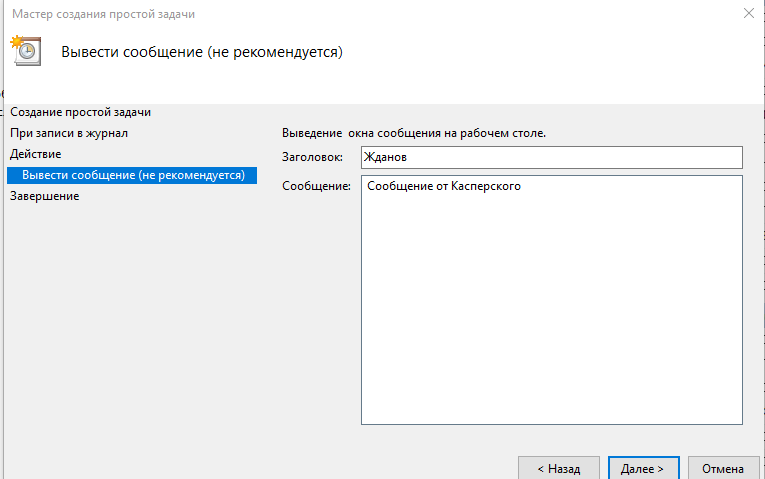 Мастер создания простой задачи
Вывести сообщение (не рекомендуется)
Создание простой задачи
При записи в журнал
Действие
Вывести сообщение (не рекомендуется)
Завершение
Выведение окна сообщения на рабочем столе.
Заголовок: Жданов
Сообщение: Сообщение от Касперского
< Назад
Далее >
Отмена